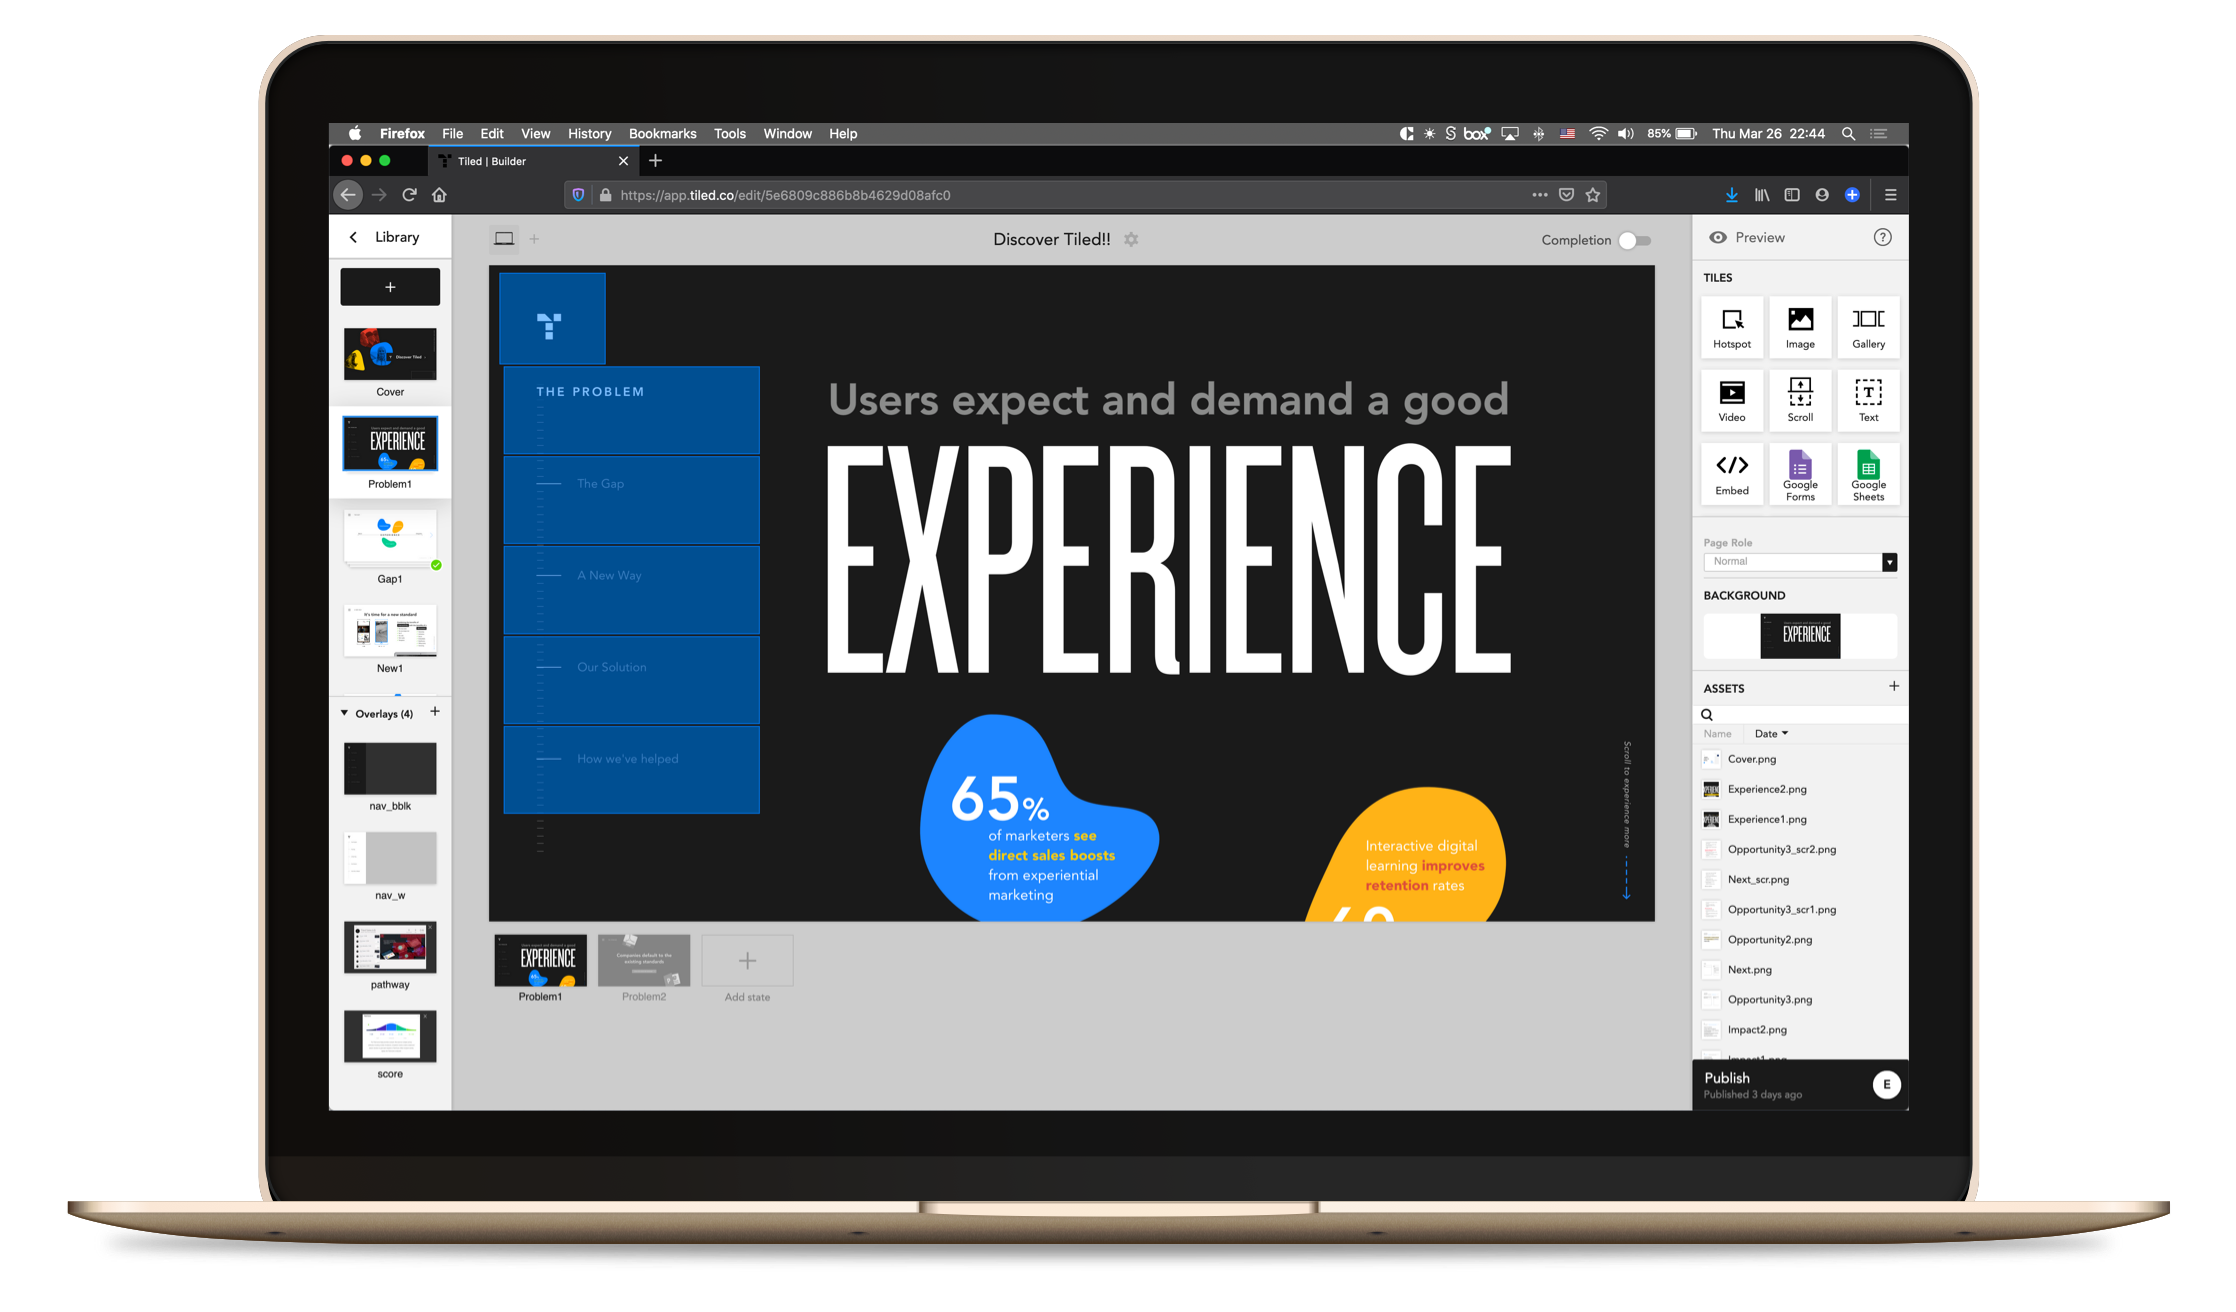 Firefox File Edit View History Bookmarks Tools Window Help
box 85% Thu Mar 26 22:44
Tiled | Builder
https://app.tiled.co/edit/5e6809c886b8b4629d08afc0
Library
Cover
Problem1
Gap1
New1
Overlays (4)
nav_bblk
nav_w
pathway
score
Discover Tiled!!
Completion
THE PROBLEM
The Gap
A New Way
Our Solution
How we've helped
Users expect and demand a good
EXPERIENCE
65%
of marketers see
direct sales boosts
from experiential
marketing
Interactive digital
learning improves
retention rates
Scroll to experience more
Problem1
Problem2
Add state
Preview
?
TILES
Hotspot
Image
Gallery
Video
Scroll
Text
Embed
Google
Forms
Google
Sheets
Page Role
Normal
BACKGROUND
EXPERIENCE
ASSETS
Name Date
Cover.png
Experience2.png
Experience1.png
Opportunity3_scr2.png
Next_scr.png
Opportunity3_scr1.png
Opportunity2.png
Next.png
Opportunity3.png
Impact2.png
Impact1.png
Publish
Published 3 days ago
E